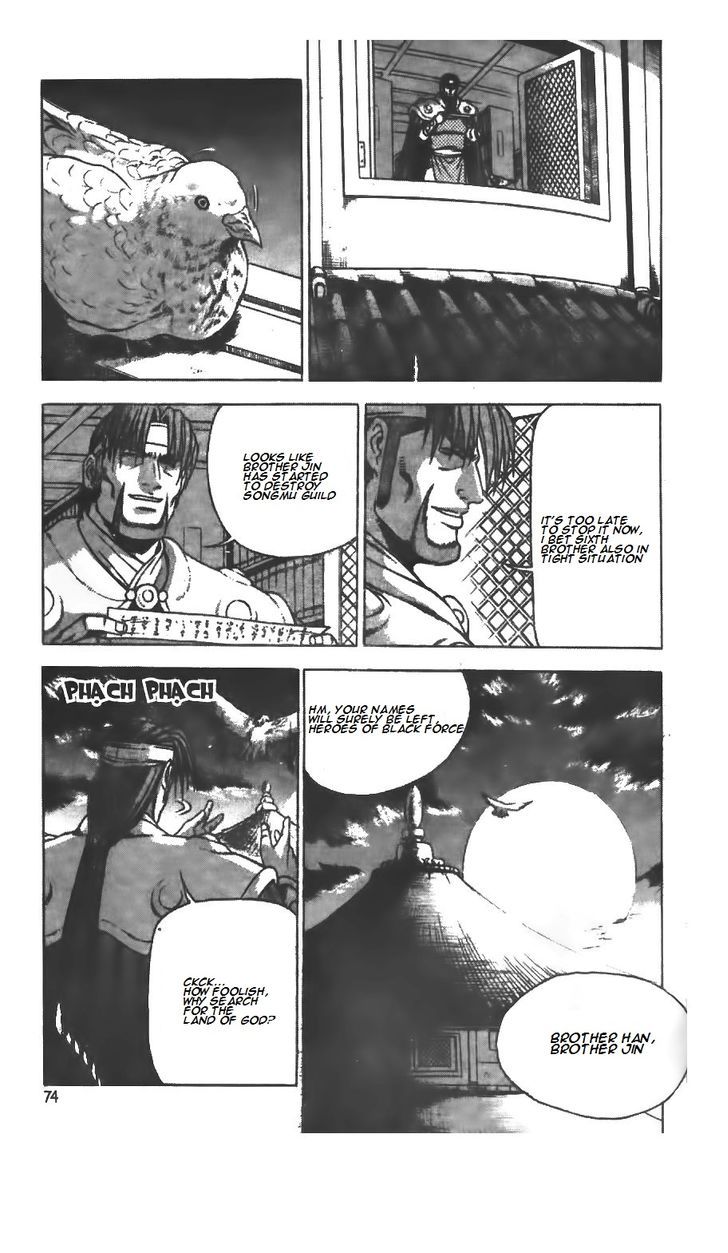 LOOKS LIKE
BROTHER JIN
HAS STARTED
TO DESTROY
SONGMU GUILD
IT'S TOO LATE
TO STOP IT NOW,
I BET SIXTH
BROTHER ALSO IN
TIGHT SITUATION
PHẠCH PHẠCH
CKCK...
HOW FOOLISH,
WHY SEARCH
FOR THE
LAND OF GOD?
HM, YOUR NAMES
WILL SURELY BE LEFT,
HEROES OF BLACK FORCE
BROTHER HAN,
BROTHER JIN
74